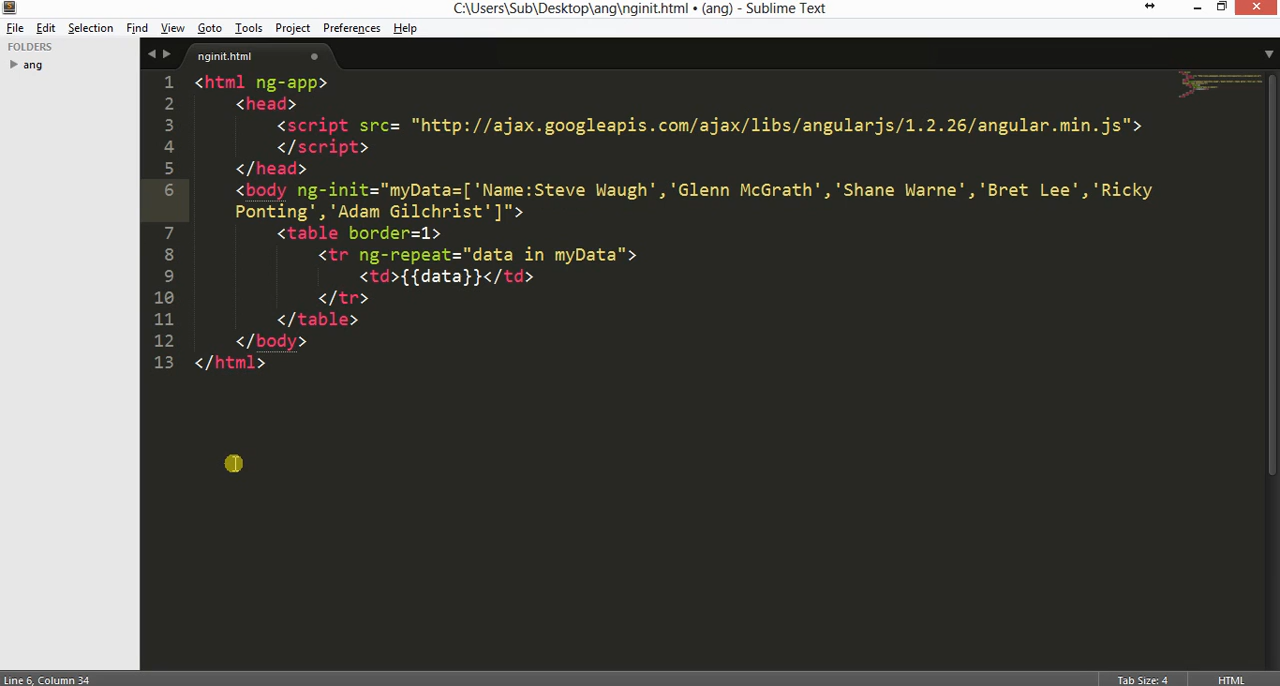 C:\Users\Sub\Desktop\ang\nginit.html • (ang) - Sublime Text
File Edit Selection Find View Goto Tools Project Preferences Help
FOLDERS
ang
nginit.html
1 <html ng-app>
2 <head>
3 <script src= "http://ajax.googleapis.com/ajax/libs/angularjs/1.2.26/angular.min.js">
4 </script>
5 </head>
6 <body ng-init="myData=['Name:Steve Waugh','Glenn McGrath','Shane Warne','Bret Lee','Ricky
Ponting','Adam Gilchrist']">
7 <table border=1>
8 <tr ng-repeat="data in myData">
9 <td>{{data}}</td>
10 </tr>
11 </table>
12 </body>
13 </html>
Line 6, Column 34
Tab Size: 4
HTML